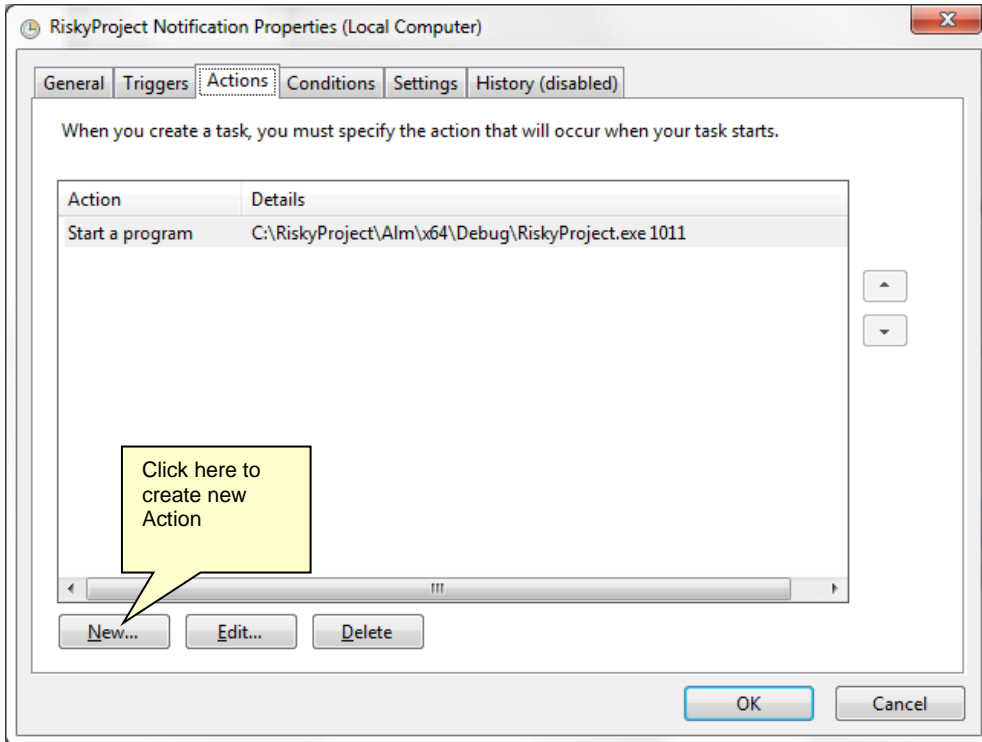 RiskyProject Notification Properties (Local Computer)
General Triggers Actions Conditions Settings History (disabled)
When you create a task, you must specify the action that will occur when your task starts.
Action Details
Start a program C:\RiskyProject\Alm\x64\Debug\RiskyProject.exe 1011
Click here to
create new
Action
New... Edit... Delete
OK Cancel